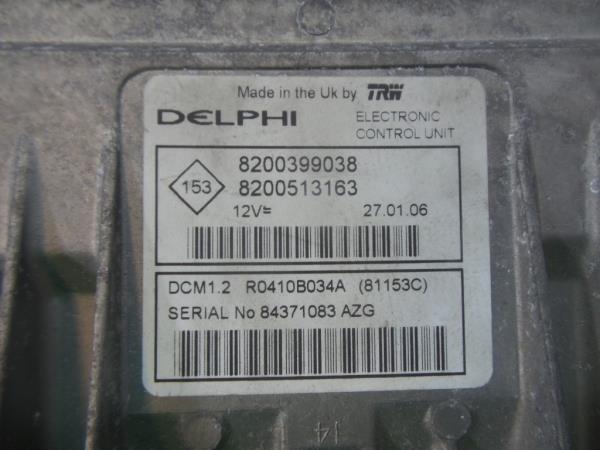 Made in the Uk by TRW
DELPHI
ELECTRONIC
CONTROL UNIT
153
8200399038
8200513163
12V
27.01.06
DCM1.2 R0410B034A (81153C)
SERIAL No 84371083 AZG
14